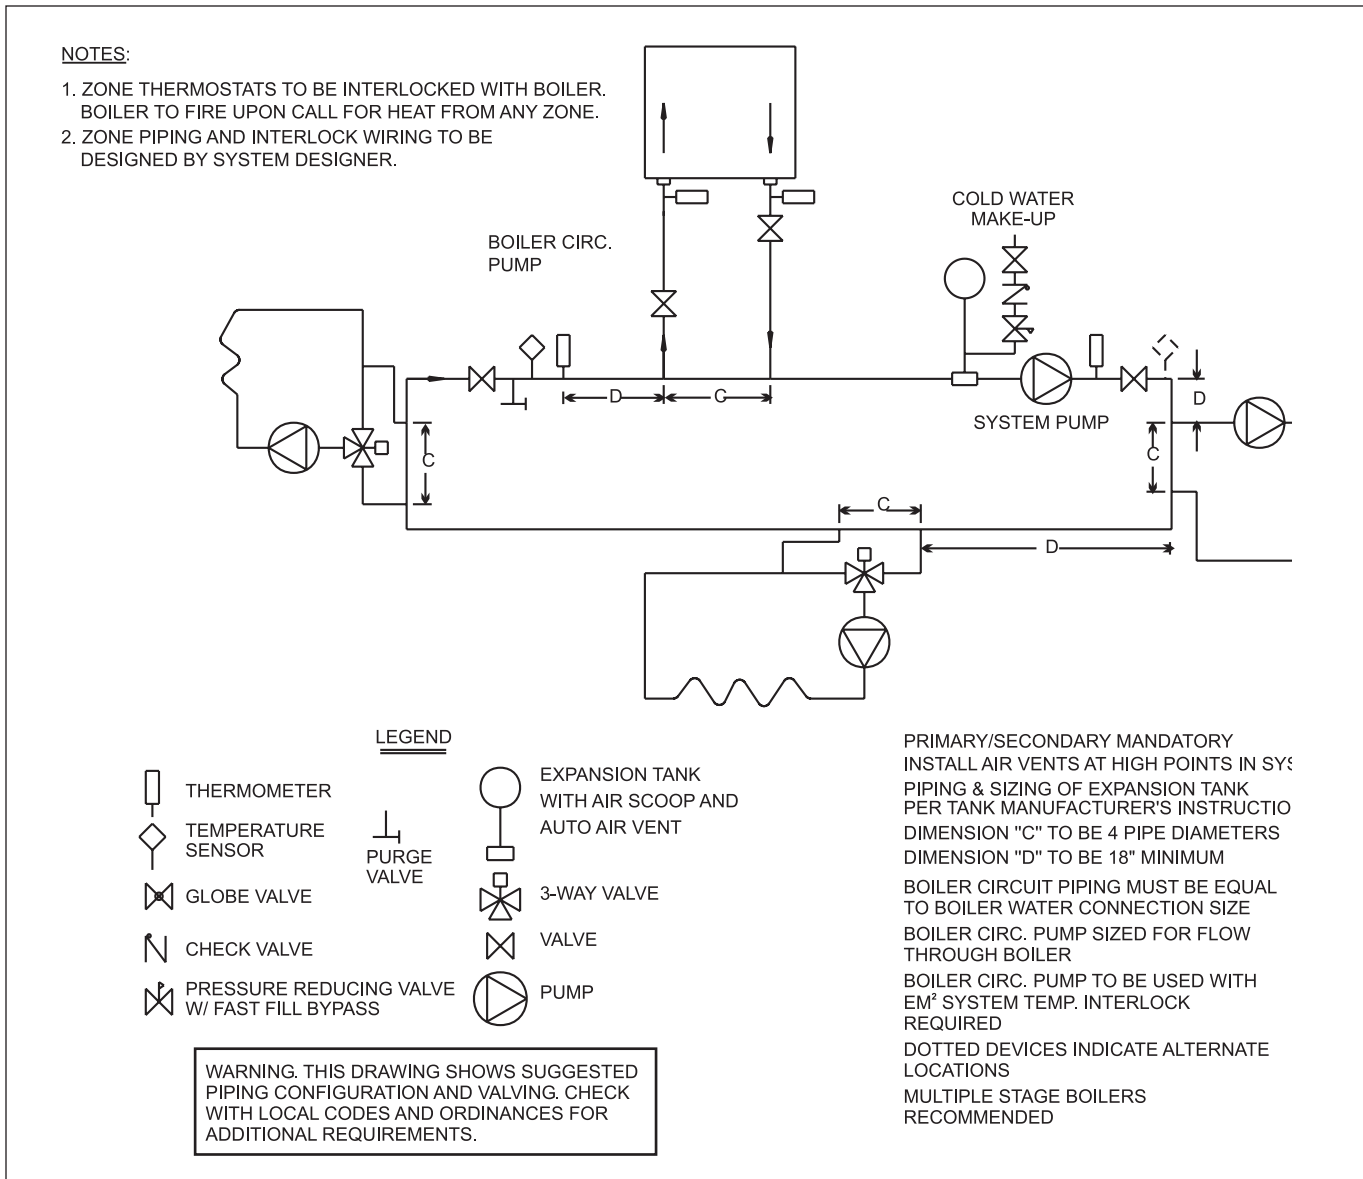 NOTES:
1. ZONE THERMOSTATS TO BE INTERLOCKED WITH BOILER.
BOILER TO FIRE UPON CALL FOR HEAT FROM ANY ZONE.
2. ZONE PIPING AND INTERLOCK WIRING TO BE
DESIGNED BY SYSTEM DESIGNER.
BOILER CIRC.
PUMP
COLD WATER
MAKE-UP
D
C
SYSTEM PUMP
D
C
C
C
D
LEGEND
THERMOMETER
TEMPERATURE
SENSOR
GLOBE VALVE
CHECK VALVE
PRESSURE REDUCING VALVE
W/ FAST FILL BYPASS
PURGE
VALVE
EXPANSION TANK
WITH AIR SCOOP AND
AUTO AIR VENT
3-WAY VALVE
VALVE
PUMP
PRIMARY/SECONDARY MANDATORY
INSTALL AIR VENTS AT HIGH POINTS IN SYS
PIPING & SIZING OF EXPANSION TANK
PER TANK MANUFACTURER'S INSTRUCTIO
DIMENSION "C" TO BE 4 PIPE DIAMETERS
DIMENSION "D" TO BE 18" MINIMUM
BOILER CIRCUIT PIPING MUST BE EQUAL
TO BOILER WATER CONNECTION SIZE
BOILER CIRC. PUMP SIZED FOR FLOW
THROUGH BOILER
BOILER CIRC. PUMP TO BE USED WITH
EM² SYSTEM TEMP. INTERLOCK
REQUIRED
DOTTED DEVICES INDICATE ALTERNATE
LOCATIONS
MULTIPLE STAGE BOILERS
RECOMMENDED
WARNING. THIS DRAWING SHOWS SUGGESTED
PIPING CONFIGURATION AND VALVING. CHECK
WITH LOCAL CODES AND ORDINANCES FOR
ADDITIONAL REQUIREMENTS.